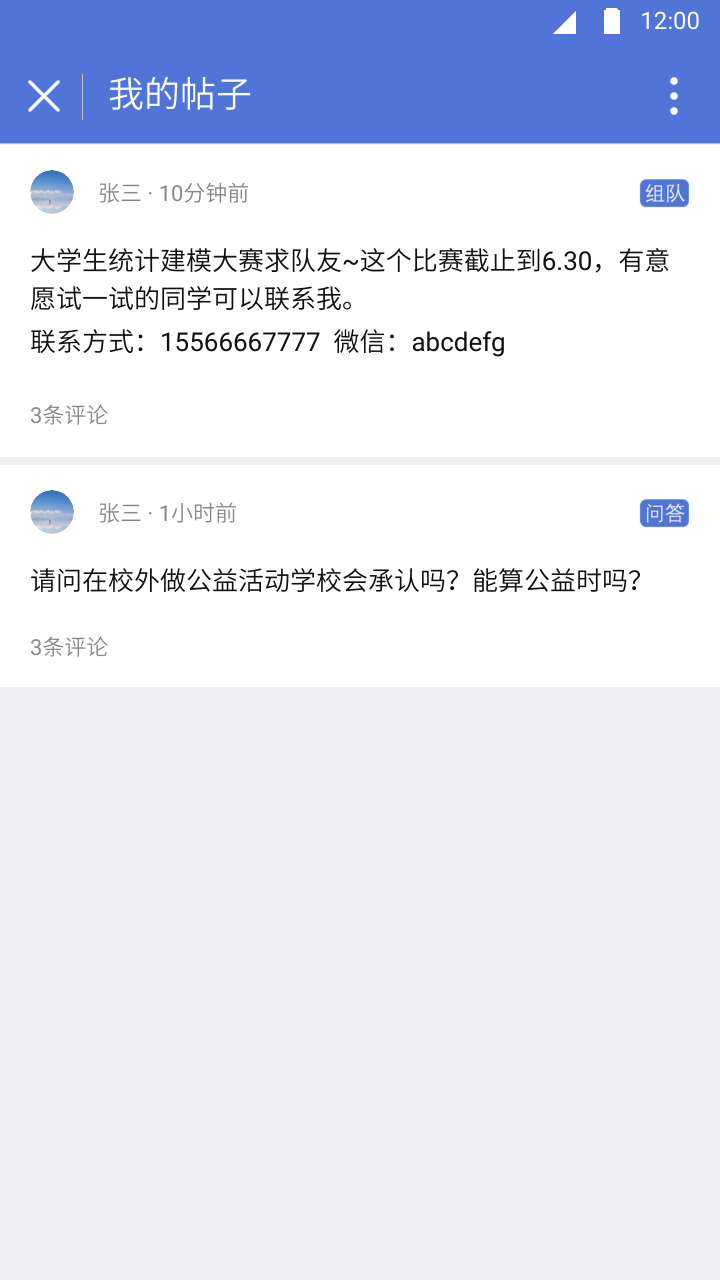 12:00
我的帖子
张三 · 10分钟前
组队
大学生统计建模大赛求队友~这个比赛截止到6.30，有意
愿试一试的同学可以联系我。
联系方式：15566667777 微信：abcdefg
3条评论
张三 · 1小时前
问答
请问在校外做公益活动学校会承认吗？能算公益时吗？
3条评论